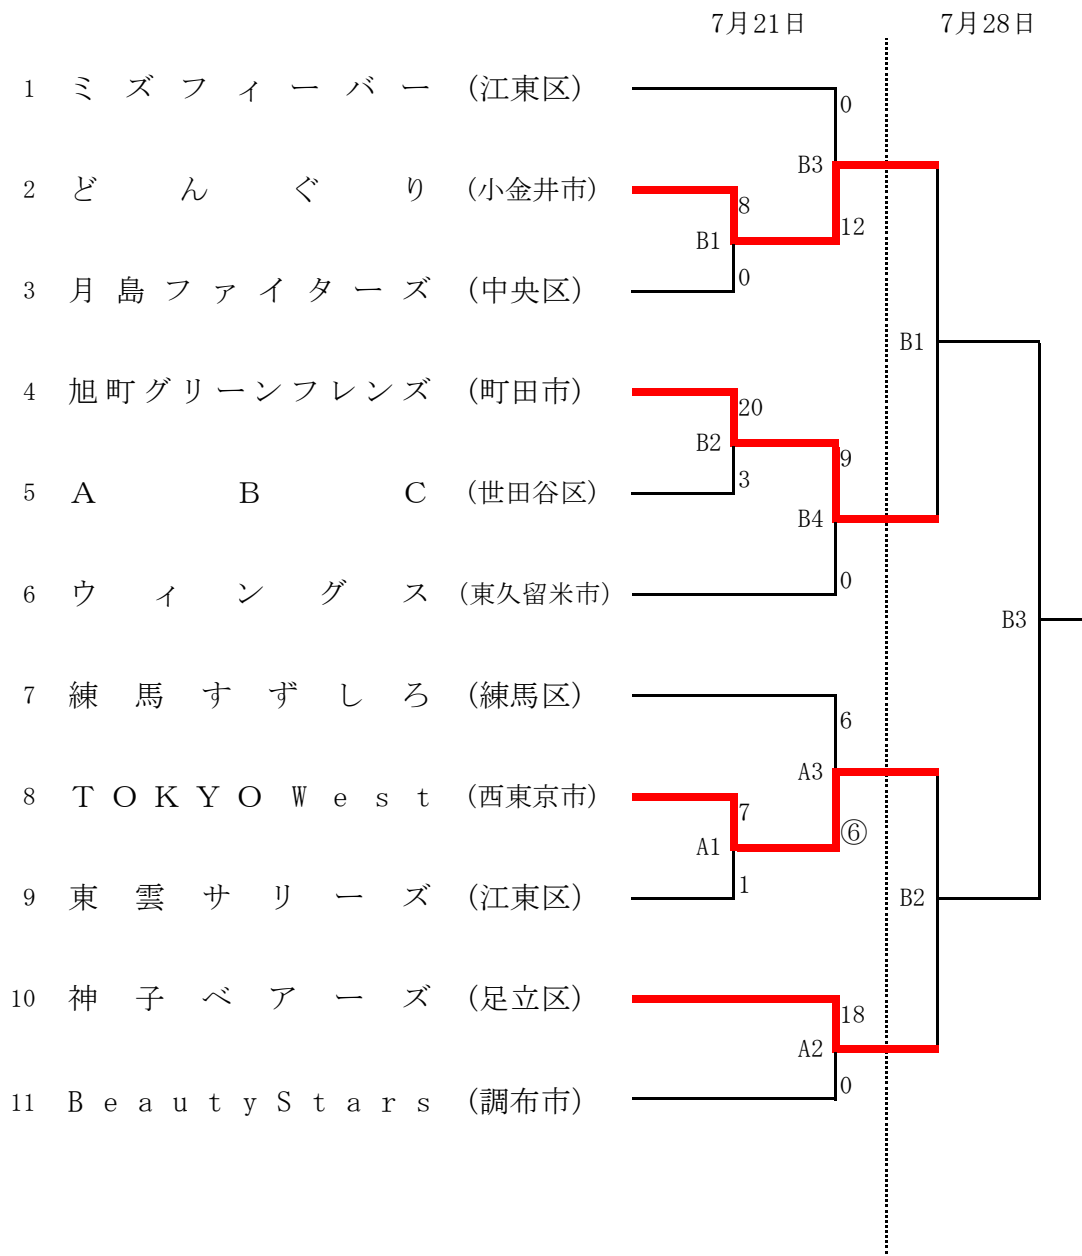 7月21日 7月28日
1 ミズフィーバー (江東区)
0
B3
2 どんぐり (小金井市)
8
12
B1
0
3 月島ファイターズ (中央区)
B1
4 旭町グリーンフレンズ (町田市)
20
B2
9
3
5 ABC (世田谷区)
B4
0
6 ウィングス (東久留米市)
B3
7 練馬すずしろ (練馬区)
6
A3
8 TOKYOWest (西東京市)
7
⑥
A1
1
9 東雲サリーズ (江東区)
B2
10 神子ベアーズ (足立区)
18
A2
0
11 BeautyStars (調布市)